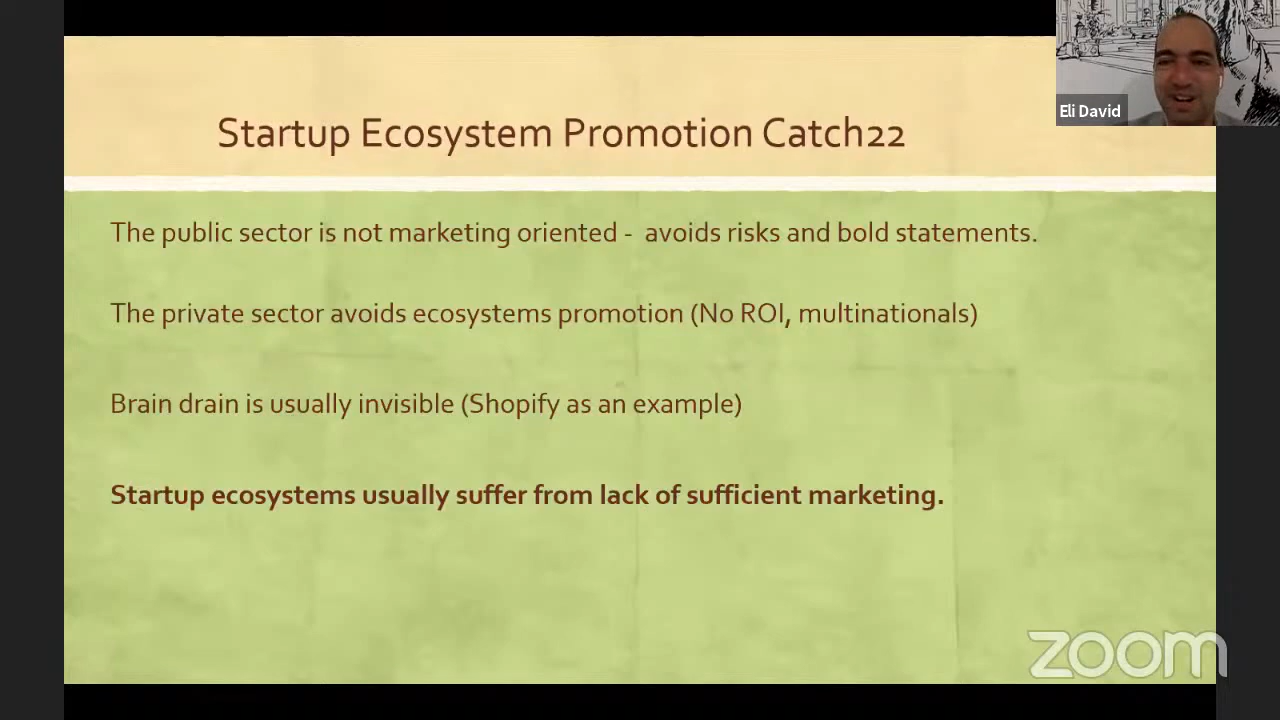 Eli David
Startup Ecosystem Promotion Catch22
The public sector is not marketing oriented - avoids risks and bold statements.
The private sector avoids ecosystems promotion (No ROI, multinationals)
Brain drain is usually invisible (Shopify as an example)
Startup ecosystems usually suffer from lack of sufficient marketing.
zoom